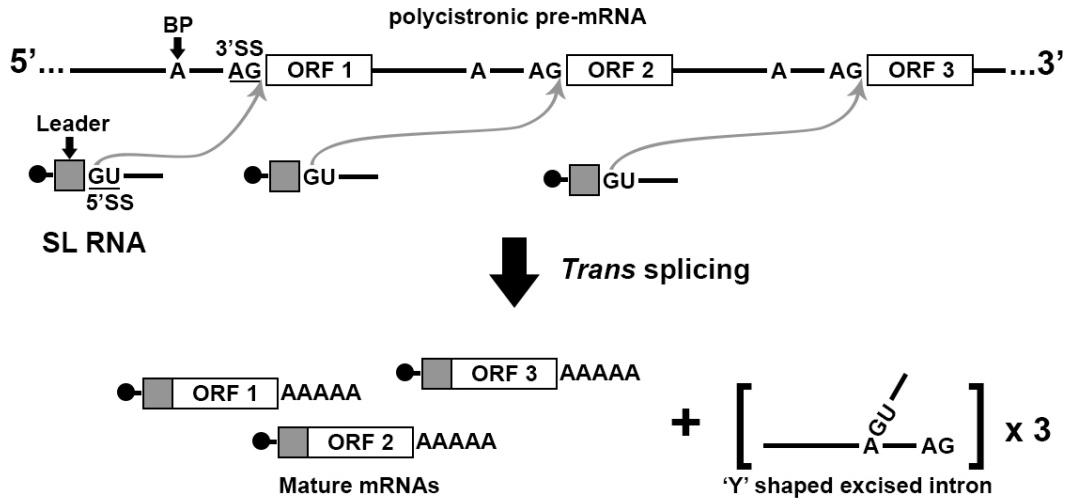 polycistronic pre-mRNA
BP
3'SS
5'... A AG ORF 1 A AG ORF 2 A AG ORF 3 ...3'
Leader
GU GU GU
5'SS
SL RNA
Trans splicing
ORF 3 AAAAA
ORF 1 AAAAA
ORF 2 AAAAA
Mature mRNAs
+ [ A GU AG ] x 3
'Y' shaped excised intron